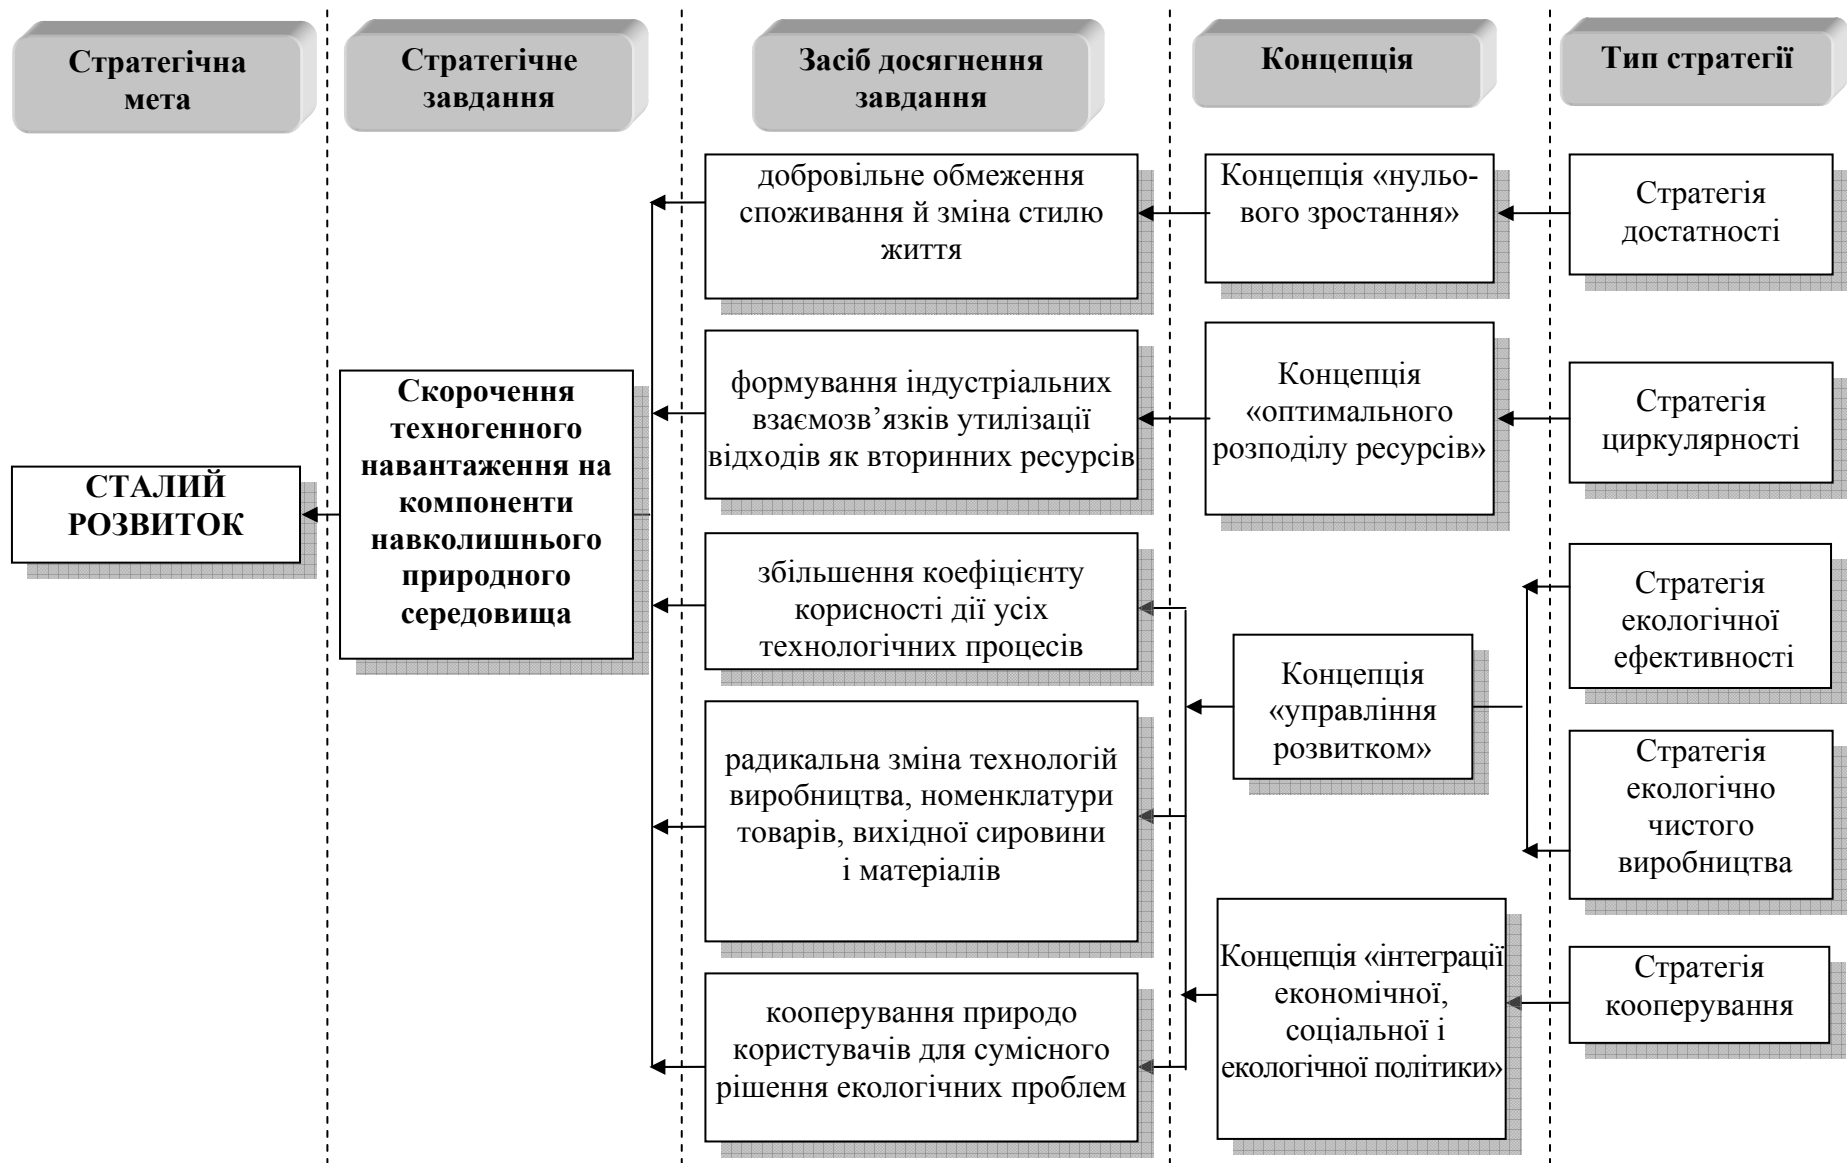 Стратегічна
мета
Стратегічне
завдання
Засіб досягнення
завдання
Концепція
Тип стратегії
СТАЛИЙ
РОЗВИТОК
Скорочення
техногенного
навантаження на
компоненти
навколишнього
природного
середовища
добровільне обмеження
споживання й зміна стилю
життя
формування індустріальних
взаємозв’язків утилізації
відходів як вторинних ресурсів
збільшення коефіцієнту
корисності дії усіх
технологічних процесів
радикальна зміна технологій
виробництва, номенклатури
товарів, вихідної сировини
і матеріалів
кооперування природо
користувачів для сумісного
рішення екологічних проблем
Концепція «нульо-
вого зростання»
Концепція
«оптимального
розподілу ресурсів»
Концепція
«управління
розвитком»
Концепція «інтеграції
економічної,
соціальної і
екологічної політики»
Стратегія
достатності
Стратегія
циркулярності
Стратегія
екологічної
ефективності
Стратегія
екологічно
чистого
виробництва
Стратегія
кооперування